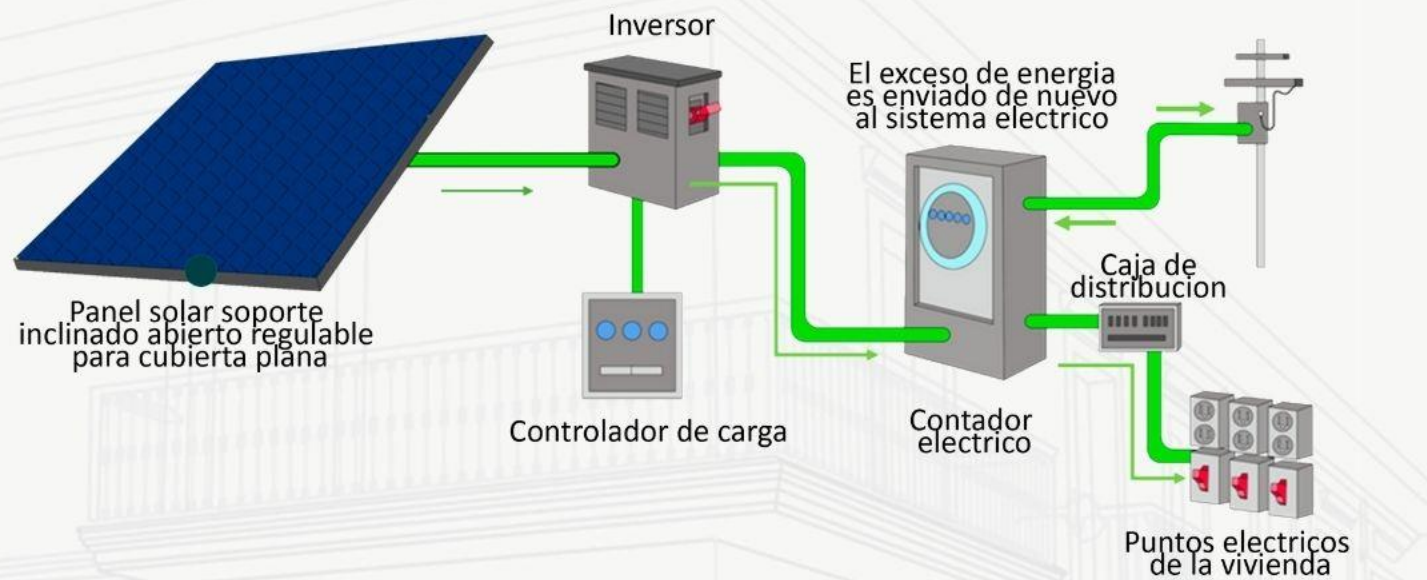 Inversor
El exceso de energia
es enviado de nuevo
al sistema electrico
Panel solar soporte
inclinado abierto regulable
para cubierta plana
Controlador de carga
Contador
electrico
Caja de
distribucion
Puntos electricos
de la vivienda